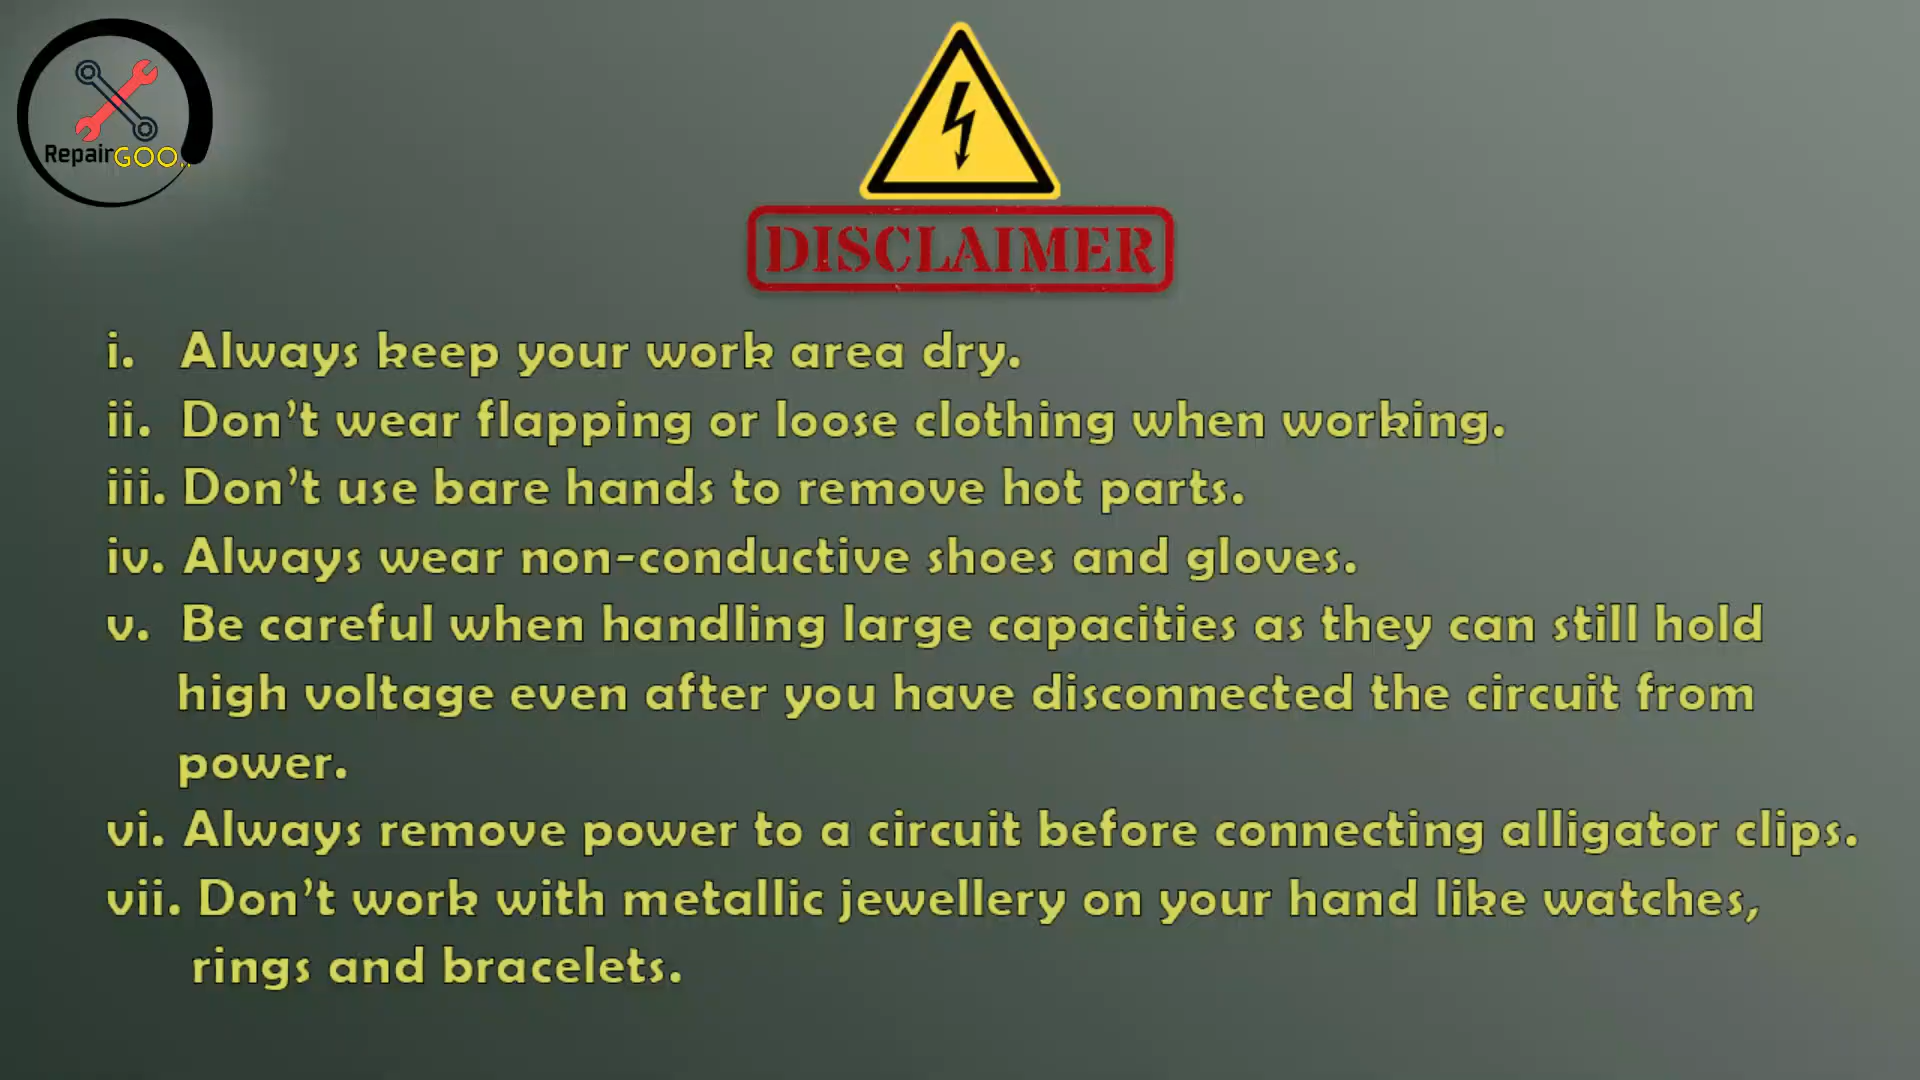 RepairGOO
DISCLAIMER
i. Always keep your work area dry.
ii. Don't wear flapping or loose clothing when working.
iii. Don't use bare hands to remove hot parts.
iv. Always wear non-conductive shoes and gloves.
v. Be careful when handling large capacities as they can still hold
high voltage even after you have disconnected the circuit from
power.
vi. Always remove power to a circuit before connecting alligator clips.
vii. Don't work with metallic jewellery on your hand like watches,
rings and bracelets.